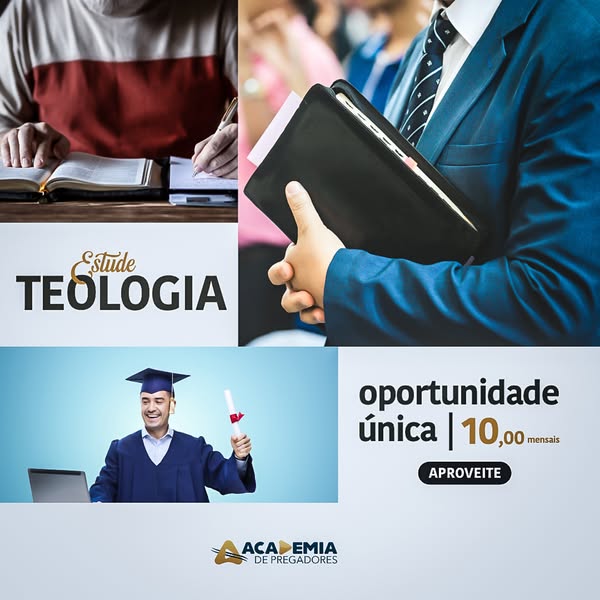 Estude
TEOLOGIA
oportunidade
única | 10,00 mensais
APROVEITE
ACADEMIA
DE PREGADORES